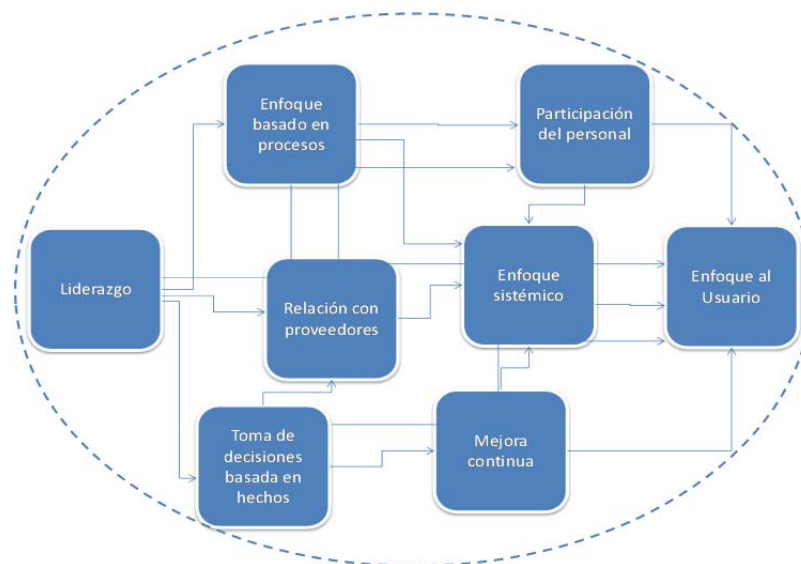 Enfoque
basado en
procesos
Participación
del personal
Liderazgo
Relación con
proveedores
Enfoque
sistémico
Enfoque al
Usuario
Toma de
decisiones
basada en
hechos
Mejora
continua